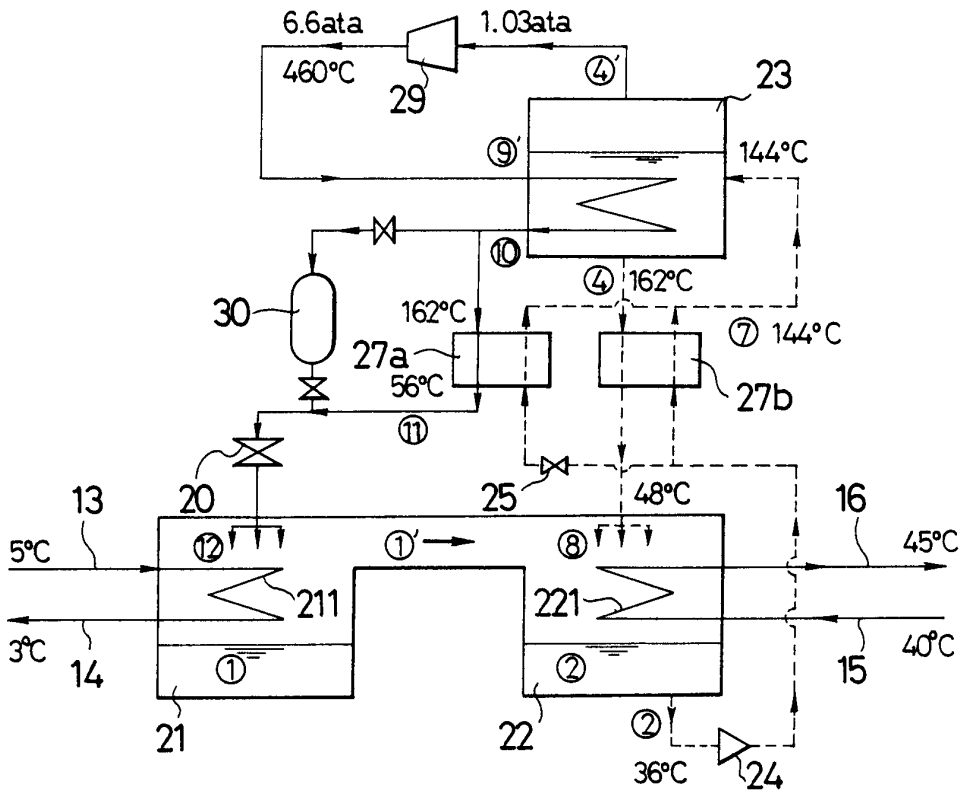 6.6ata
1.03ata
④'
460°C
29
23
⑨'
144°C
⑩
④
162°C
30
162°C
27a
⑦
144°C
56°C
27b
⑪
20
25
48°C
13
16
⑫
①'
⑧
5°C
45°C
211
221
3°C
14
①
②
15
40°C
21
22
②
36°C
24